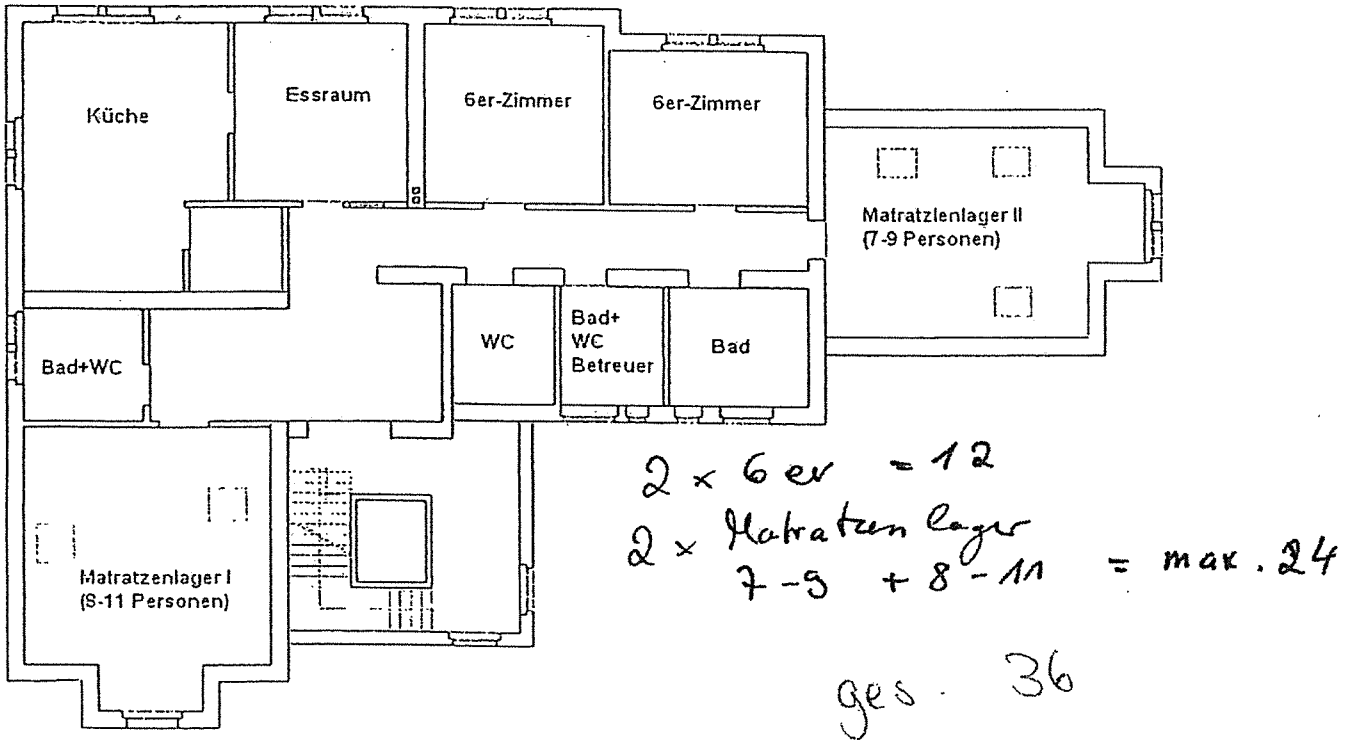 Küche
Essraum
6er-Zimmer
6er-Zimmer
Matratzlenlager II
(7-9 Personen)
Bad+WC
WC
Bad+
WC
Betreuer
Bad
Matratzenlager I
(8-11 Personen)
2 x 6er = 12
2 x Matratzenlager
7-9 + 8-11 = max. 24
ges. 36